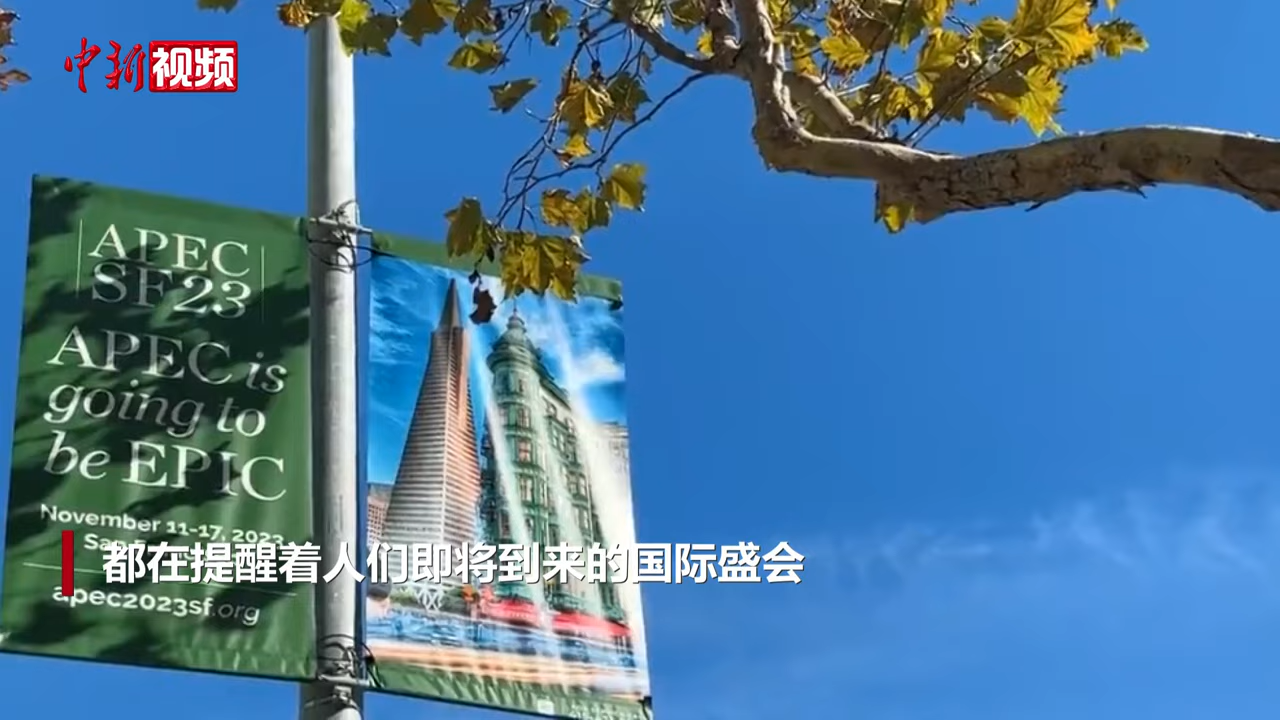 中新视频
APEC
SF23
APEC is
going to
be EPIC
November 11-17, 2023
San
都在提醒着人们即将到来的国际盛会
apec2023sf.org